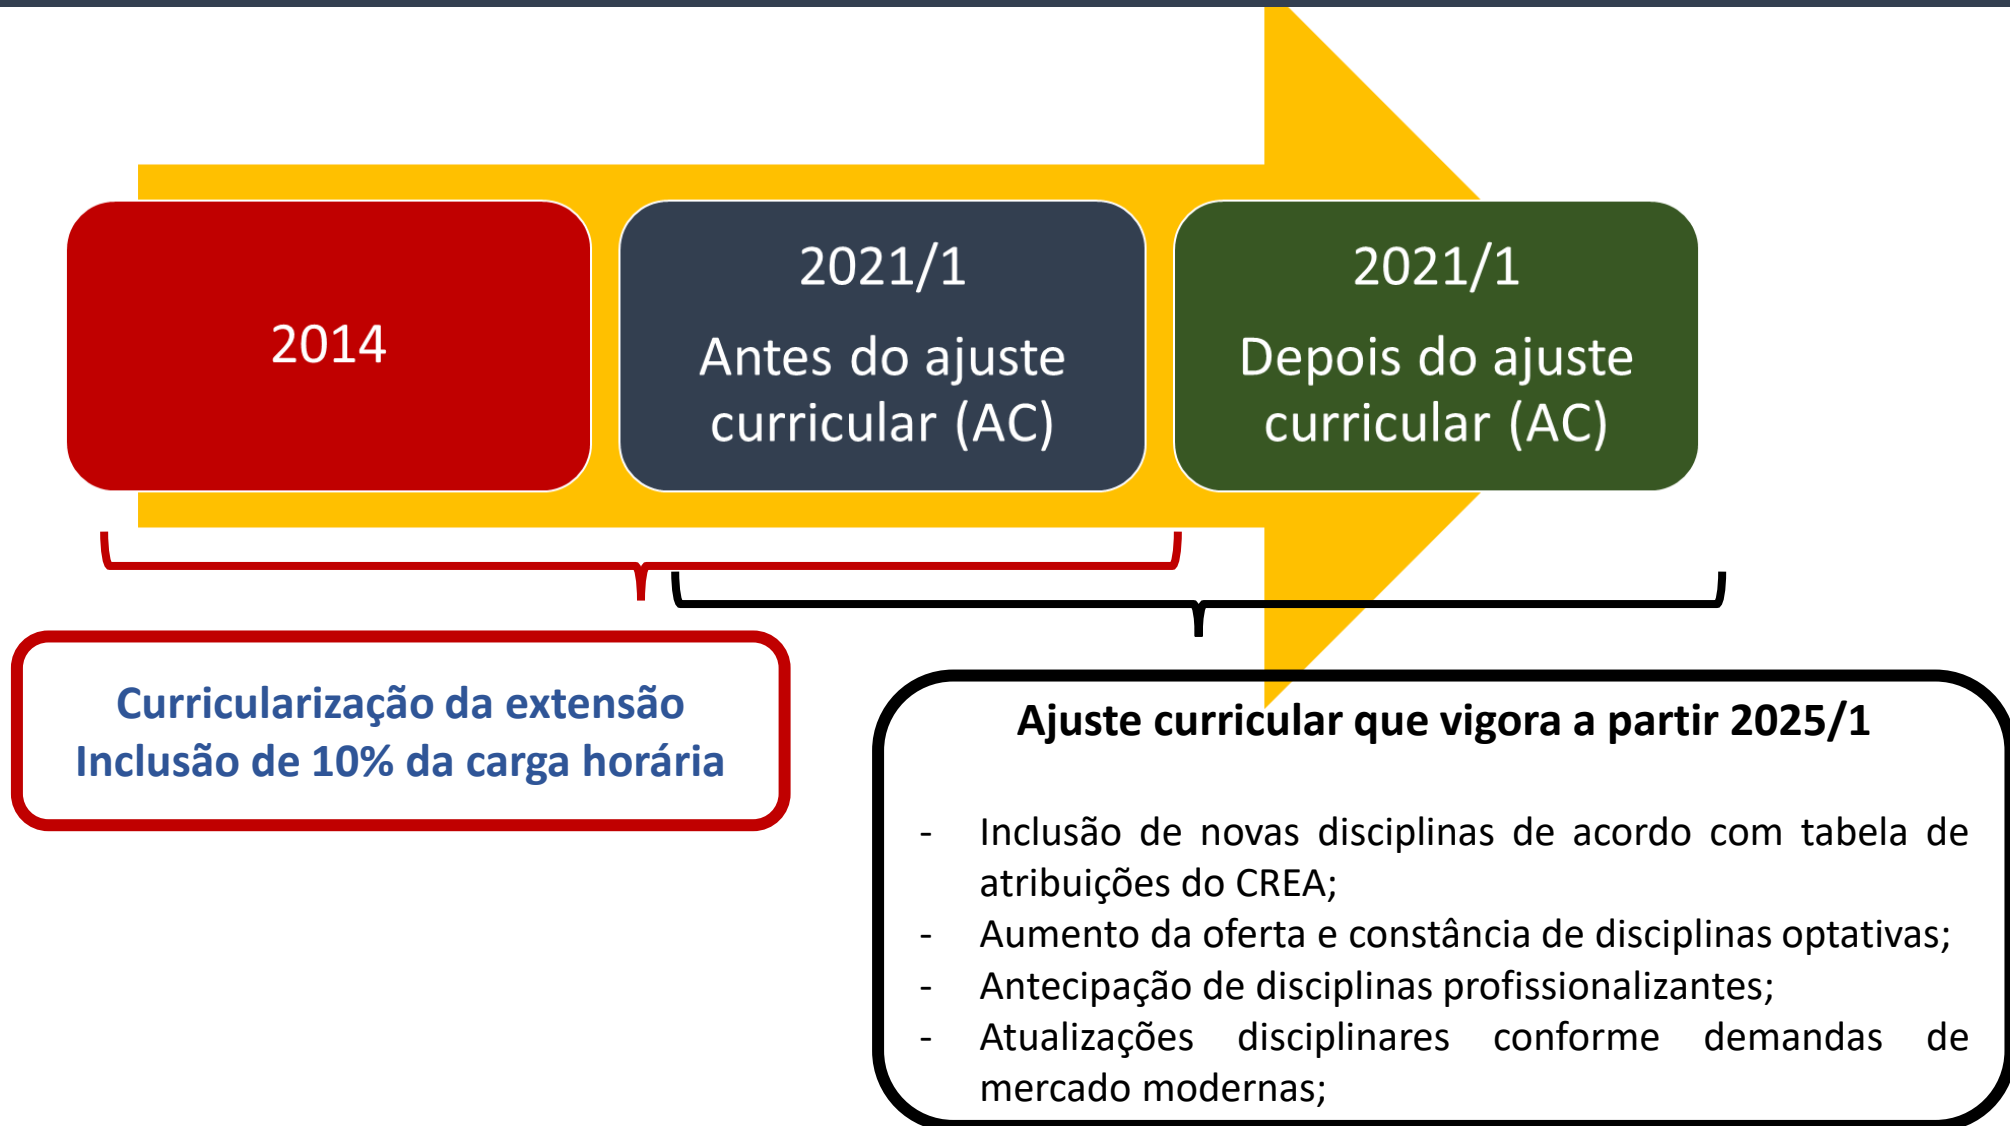 2014
2021/1
Antes do ajuste
curricular (AC)
2021/1
Depois do ajuste
curricular (AC)
Curricularização da extensão
Inclusão de 10% da carga horária
Ajuste curricular que vigora a partir 2025/1
- Inclusão de novas disciplinas de acordo com tabela de
atribuições do CREA;
- Aumento da oferta e constância de disciplinas optativas;
- Antecipação de disciplinas profissionalizantes;
- Atualizações disciplinares conforme demandas de
mercado modernas;